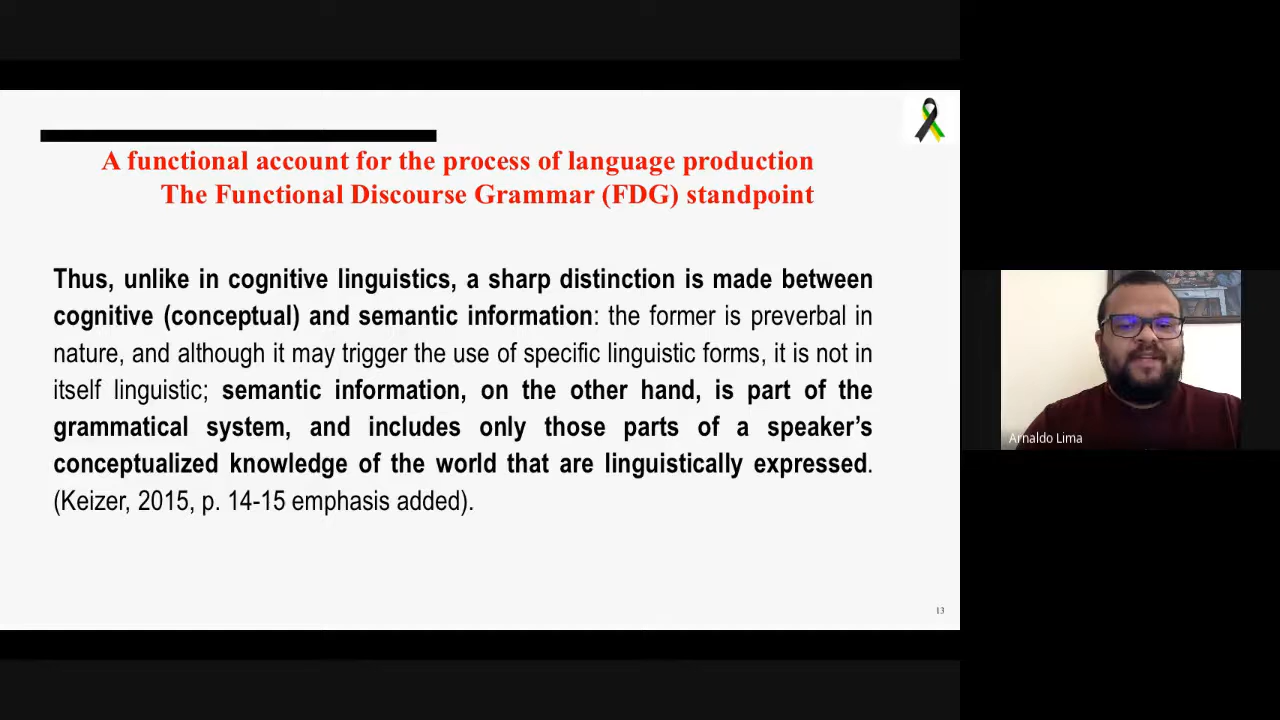 A functional account for the process of language production
The Functional Discourse Grammar (FDG) standpoint
Thus, unlike in cognitive linguistics, a sharp distinction is made between
cognitive (conceptual) and semantic information: the former is preverbal in
nature, and although it may trigger the use of specific linguistic forms, it is not in
itself linguistic; semantic information, on the other hand, is part of the
grammatical system, and includes only those parts of a speaker’s
conceptualized knowledge of the world that are linguistically expressed.
(Keizer, 2015, p. 14-15 emphasis added).
13
Arnaldo Lima